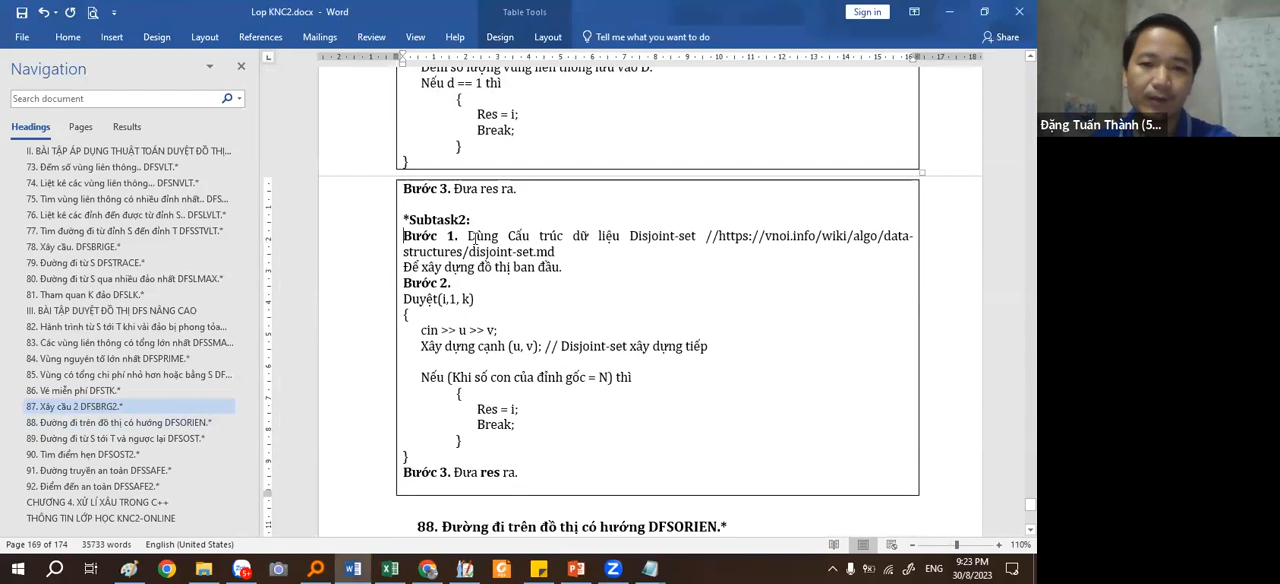 Lop KNC2.docx - Word
Table Tools
Sign in
File Home Insert Design Layout References Mailings Review View Help Design Layout Tell me what you want to do Share
Navigation
Search document
Headings Pages Results
II. BÀI TẬP ÁP DỤNG THUẬT TOÁN DUYỆT ĐỒ THỊ...
73. Đếm số vùng liên thông.. DFSVLT.*
74. Liệt kê các vùng liên thông... DFSNVLT.*
75. Tìm vùng liên thông có nhiều đỉnh nhất.. DFS...
76. Liệt kê các đỉnh đến được từ đỉnh S.. DFSLVLT.*
77. Tìm đường đi từ đỉnh S đến đỉnh T DFSSTVLT.*
78. Xây cầu. DFSBRIGE.*
79. Đường đi từ S DFSTRACE.*
80. Đường đi từ S qua nhiều đảo nhất DFSLMAX.*
81. Tham quan K đảo DFSLK.*
III. BÀI TẬP DUYỆT ĐỒ THỊ DFS NÂNG CAO
82. Hành trình từ S tới T khi vài đảo bị phong tỏa...
83. Các vùng liên thông có tổng lớn nhất DFSSMA...
84. Vùng nguyên tố lớn nhất DFSPRIME.*
85. Vùng có tổng chi phí nhỏ hơn hoặc bằng S DF...
86. Vé miễn phí DFSTK.*
87. Xây cầu 2 DFSBRG2.*
88. Đường đi trên đồ thị có hướng DFSORIEN.*
89. Đường đi từ S tới T và ngược lại DFSOST.*
90. Tìm điểm hẹn DFSOST2.*
91. Đường truyền an toàn DFSSAFE.*
92. Điểm đến an toàn DFSSAFE2.*
CHƯƠNG 4. XỬ LÍ XÂU TRONG C++
THÔNG TIN LỚP HỌC KNC2-ONLINE
Đếm số lượng vùng liên thông lưu vào D.
Nếu d == 1 thì
{
Res = i;
Break;
}
}
Bước 3. Đưa res ra.
*Subtask2:
Bước 1. Dùng Cấu trúc dữ liệu Disjoint-set //https://vnoi.info/wiki/algo/data-
structures/disjoint-set.md
Để xây dựng đồ thị ban đầu.
Bước 2.
Duyệt(i,1, k)
{
cin >> u >> v;
Xây dựng cạnh (u, v); // Disjoint-set xây dựng tiếp
Nếu (Khi số con của đỉnh gốc = N) thì
{
Res = i;
Break;
}
}
Bước 3. Đưa res ra.
88. Đường đi trên đồ thị có hướng DFSORIEN.*
Đặng Tuấn Thành (5...
Page 169 of 174 35733 words English (United States) 110%
ENG
9:23 PM
30/8/2023